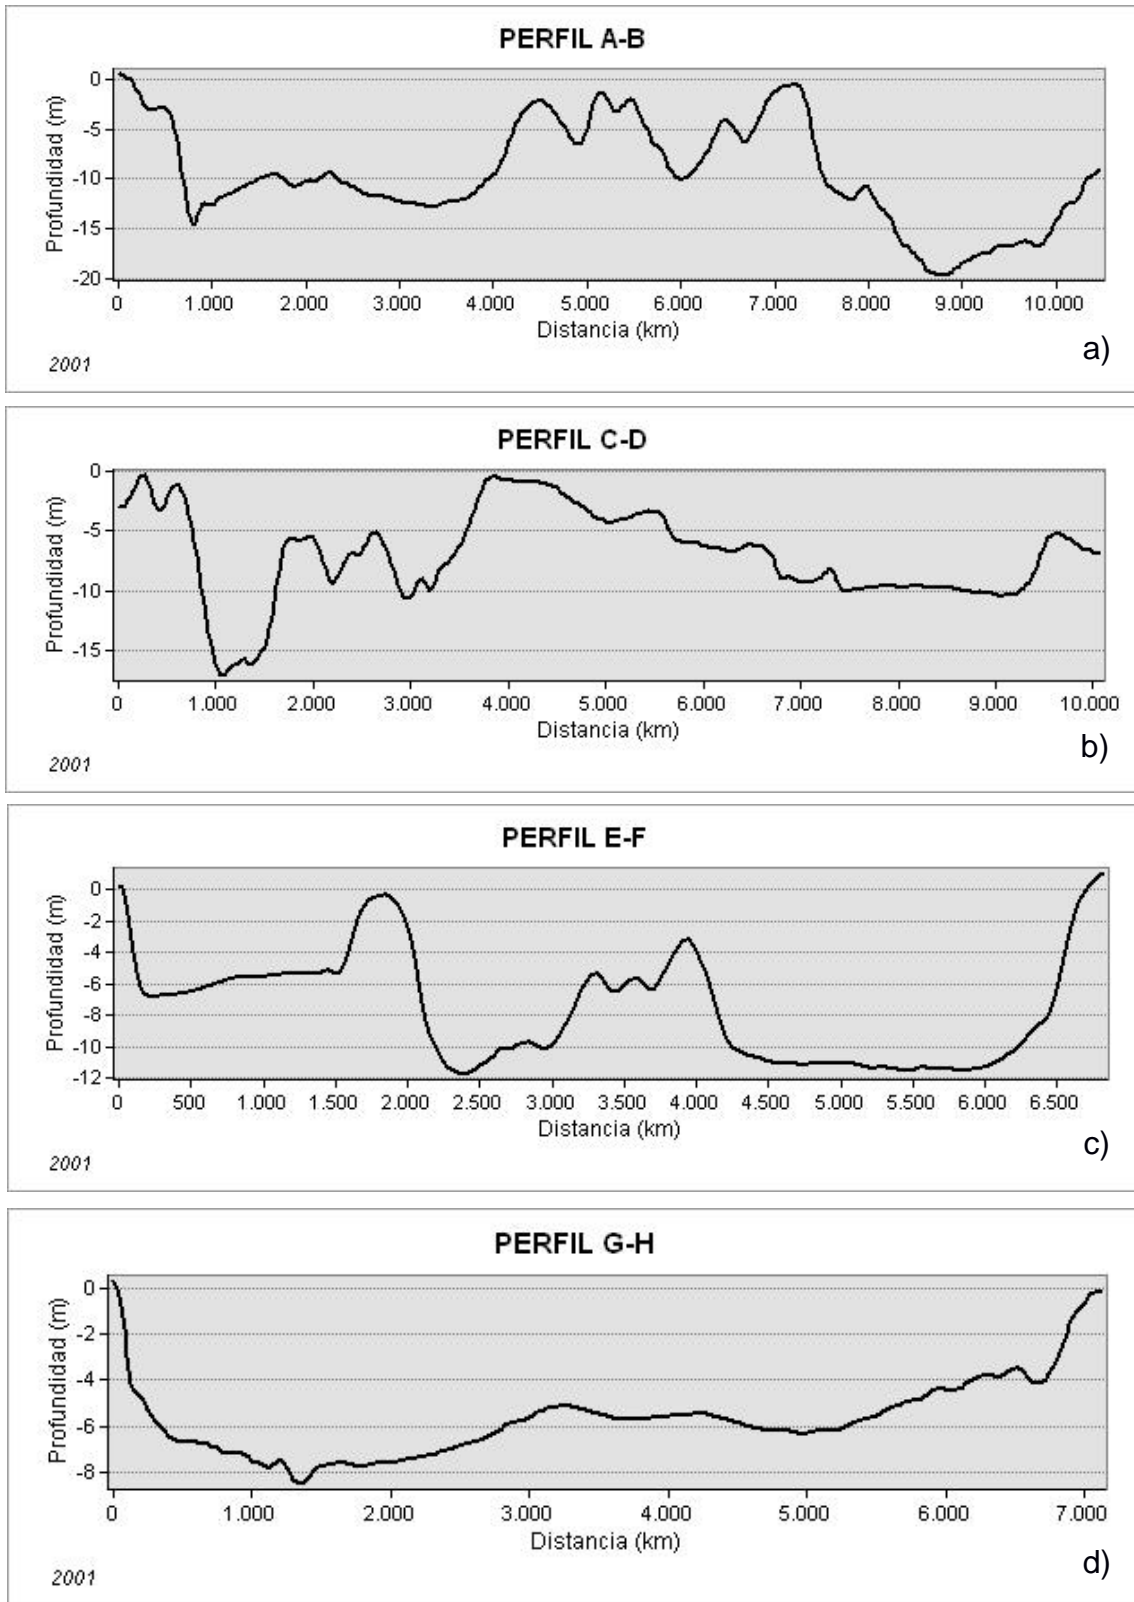 PERFIL A-B
Profundidad (m)
0
-5
-10
-15
-20
0 1.000 2.000 3.000 4.000 5.000 6.000 7.000 8.000 9.000 10.000
Distancia (km)
a)
2001
PERFIL C-D
Profundidad (m)
0
-5
-10
-15
0 1.000 2.000 3.000 4.000 5.000 6.000 7.000 8.000 9.000 10.000
Distancia (km)
b)
2001
PERFIL E-F
Profundidad (m)
0
-2
-4
-6
-8
-10
-12
0 500 1.000 1.500 2.000 2.500 3.000 3.500 4.000 4.500 5.000 5.500 6.000 6.500
Distancia (km)
c)
2001
PERFIL G-H
Profundidad (m)
0
-2
-4
-6
-8
0 1.000 2.000 3.000 4.000 5.000 6.000 7.000
Distancia (km)
d)
2001